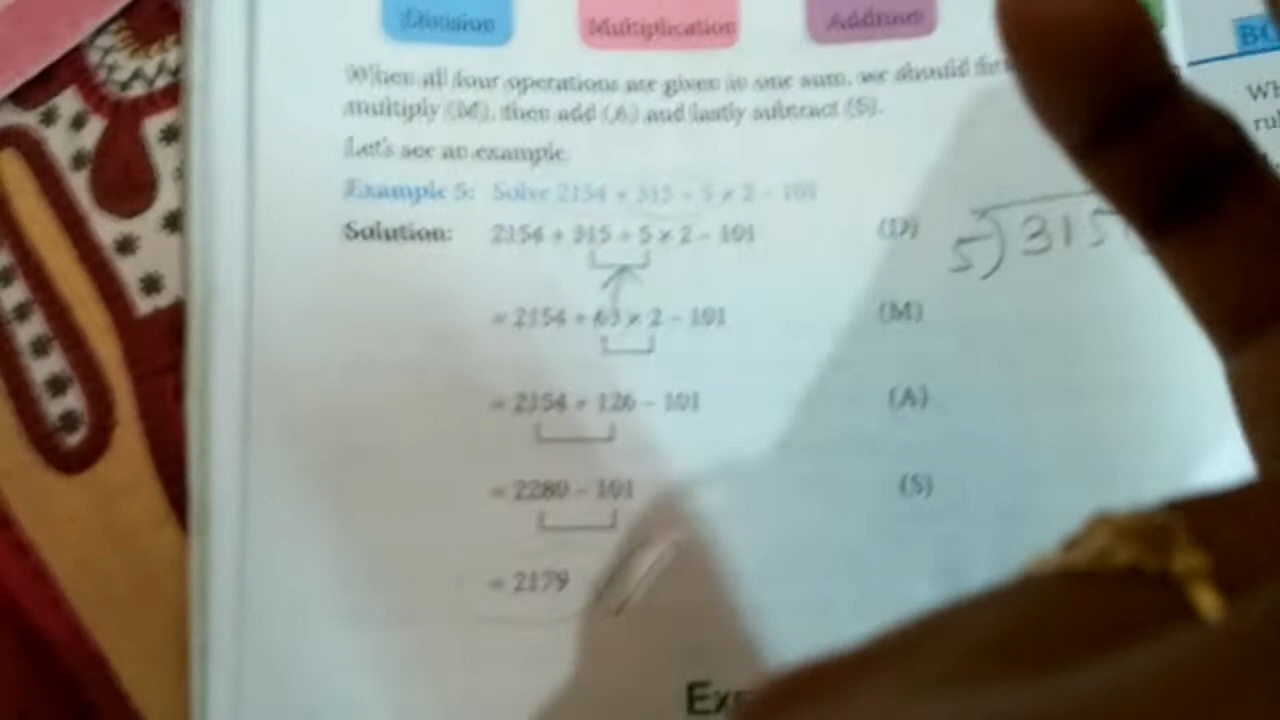 Division Multiplication Addition
When all four operations are given in one sum, we should
multiply (M), then add (A) and lastly subtract (S).
Let's see an example.
Example 5: Solve 2154 + 315 ÷ 5 × 2 - 101
Solution: 2154 + 315 ÷ 5 × 2 - 101 (D)
5)315
= 2154 + 63 × 2 - 101 (M)
= 2154 + 126 - 101 (A)
= 2280 - 101 (S)
= 2179